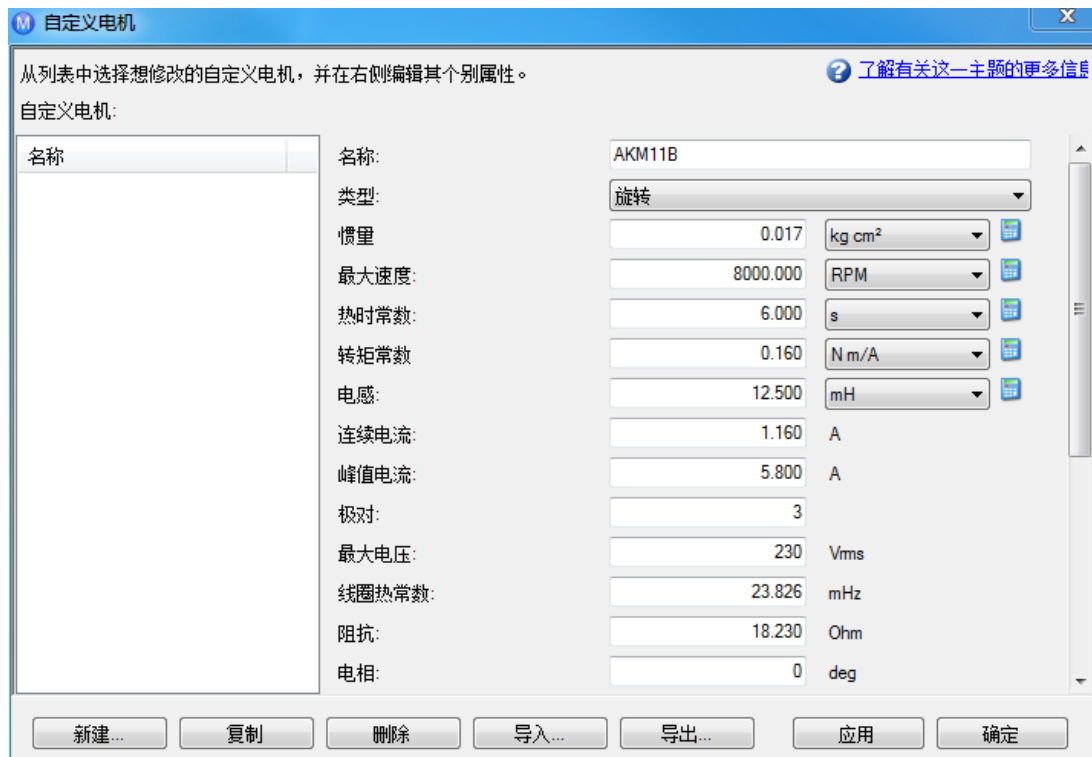 M 自定义电机
从列表中选择想修改的自定义电机，并在右侧编辑其个别属性。 ? 了解有关这一主题的更多信息
自定义电机:
名称
名称: AKM11B
类型: 旋转
惯量 0.017 kg cm²
最大速度: 8000.000 RPM
热时常数: 6.000 s
转矩常数 0.160 N m/A
电感: 12.500 mH
连续电流: 1.160 A
峰值电流: 5.800 A
极对: 3
最大电压: 230 Vrms
线圈热常数: 23.826 mHz
阻抗: 18.230 Ohm
电相: 0 deg
新建... 复制 删除 导入... 导出... 应用 确定